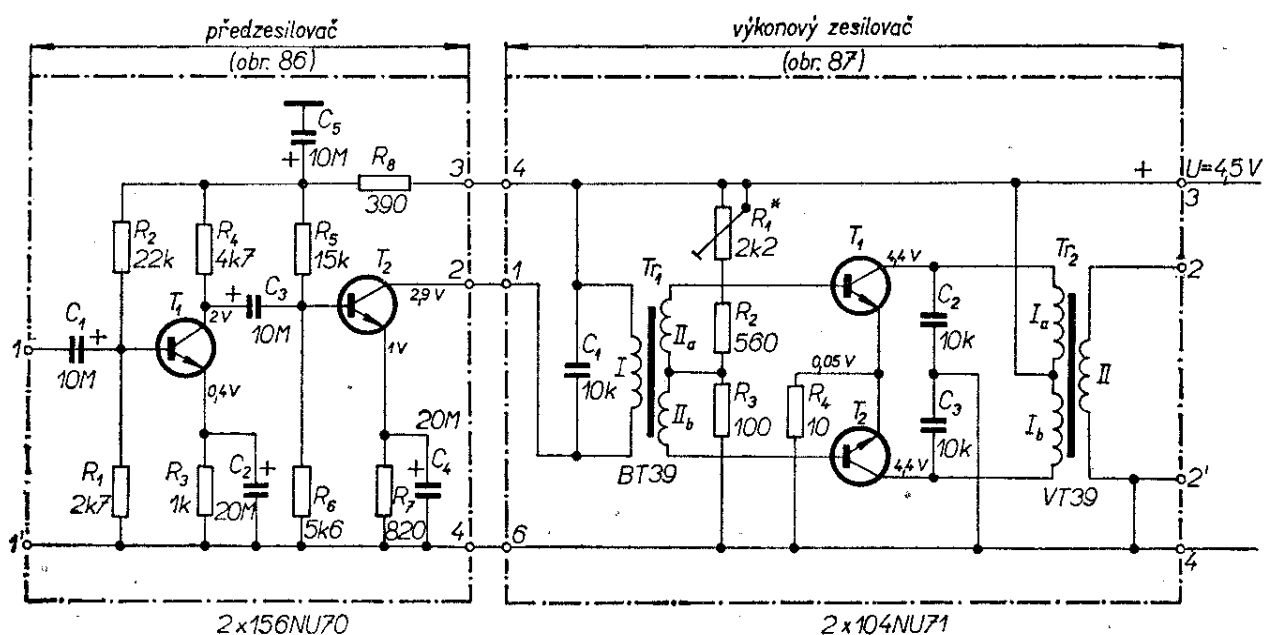 předzesilovač
(obr. 86)
výkonový zesilovač
(obr. 87)
C5
10M
+
R8
390
3
4
+
U=4,5 V
3
R2
22k
R4
4k7
R5
15k
R1*
2k2
T1
4,4V
Tr2
2
C1
+
10M
1
T1
2V
+
C3
10M
T2
2,9V
2
1
Tr1
C1
10k
I
IIa
IIb
R2
560
C2
10k
Ia
II
1V
0,4V
0,05V
R3
100
R4
10
T2
4,4V
C3
10k
Ib
20M
R1
2k7
R3
1k
C2
+
20M
R6
5k6
R7
820
+
C4
BT39
VT39
2'
1'
4
6
4
2x156NU70
2x104NU71